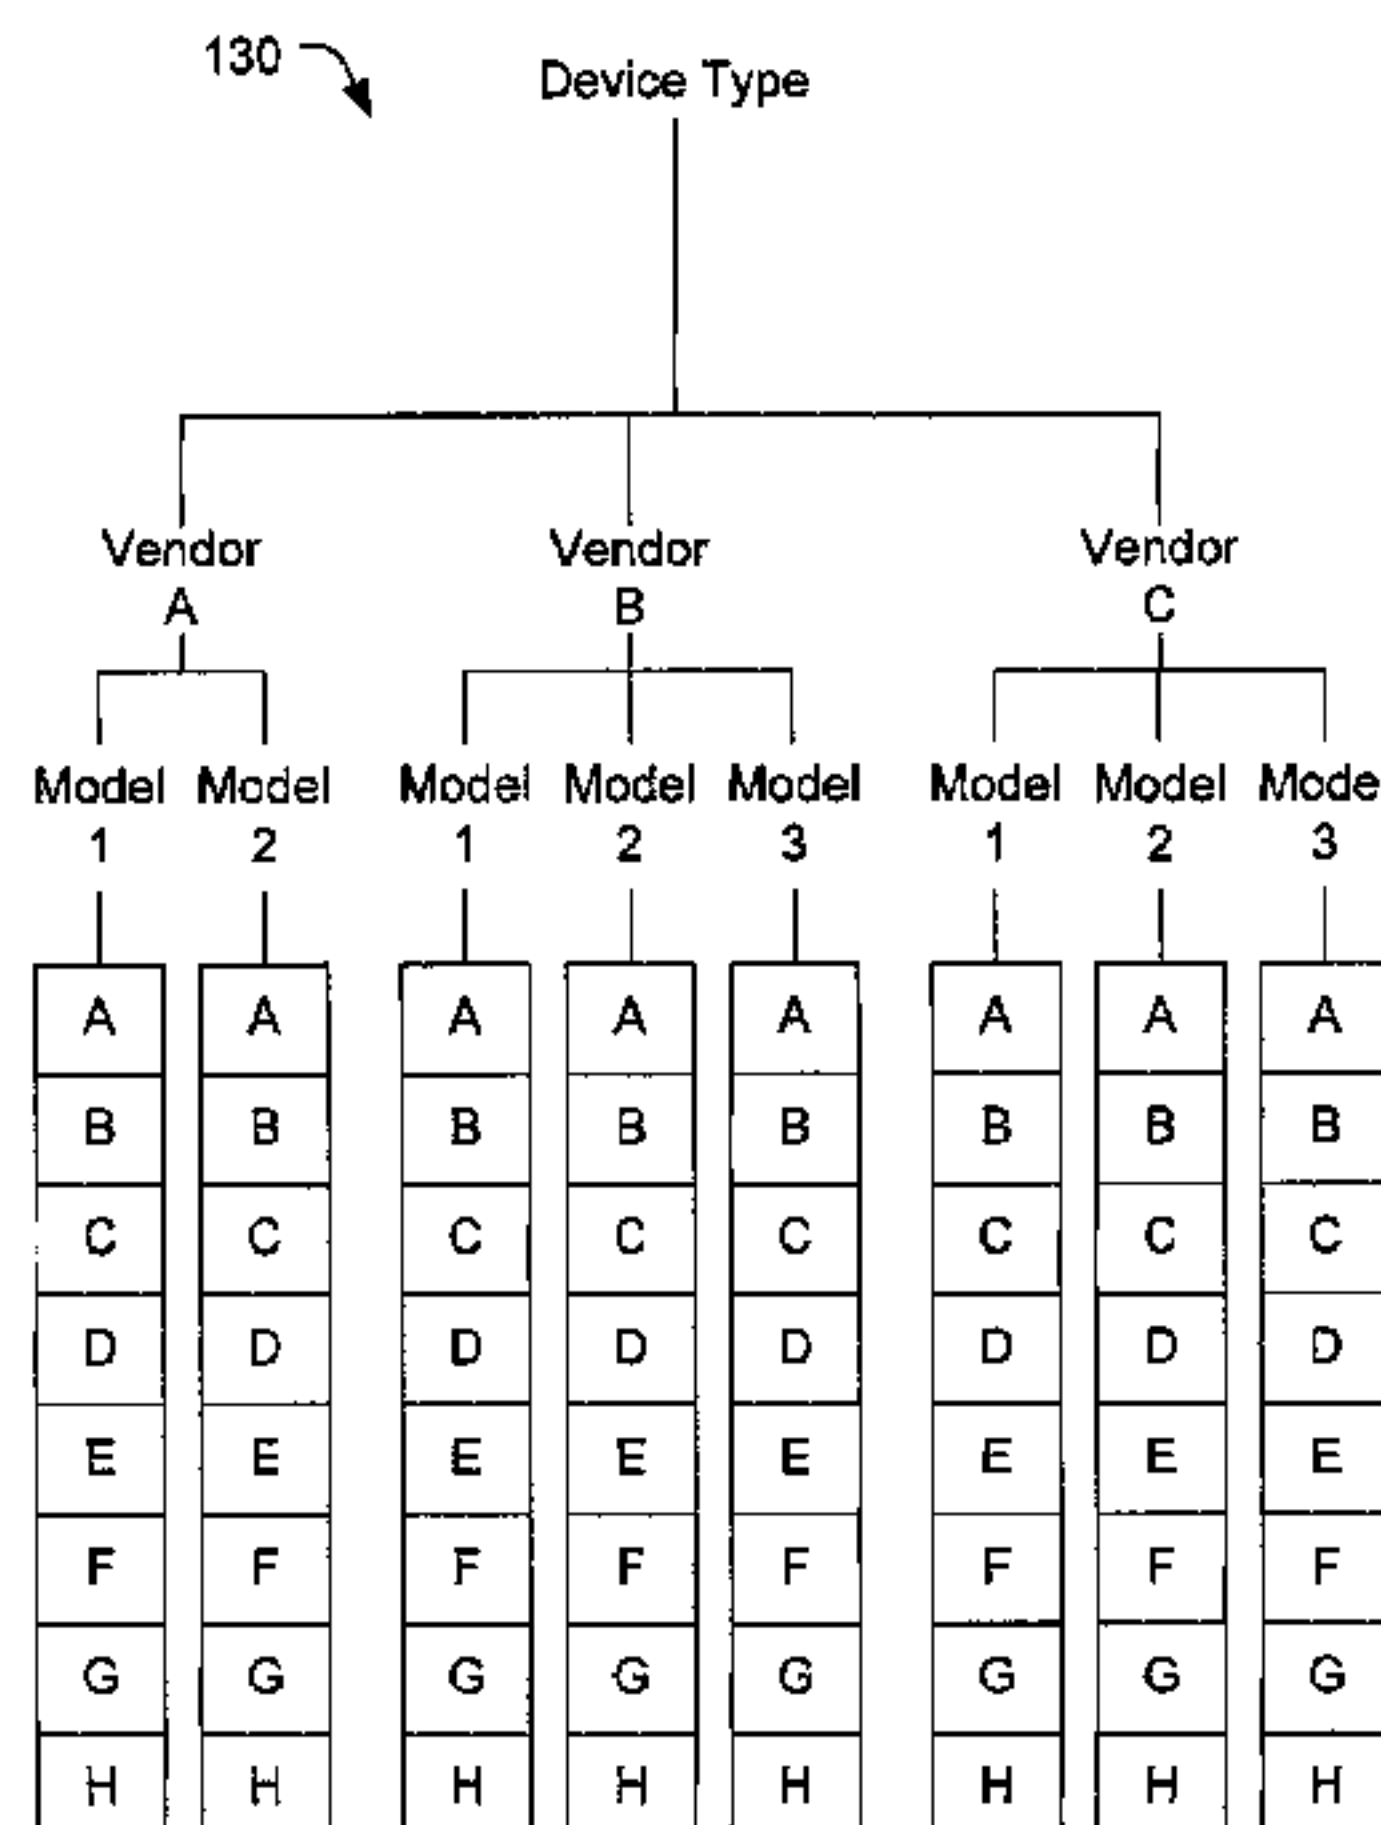 130
Device Type
Vendor Vendor Vendor
A B C
Model Model Model Model Model Model Model Mode
1 2 1 2 3 1 2 3
A A A A A A A A
B B B B B B B B
C C C C C C C C
D D D D D D D D
E E E E E E E E
F F F F F F F F
G G G G G G G G
H H H H H H H H